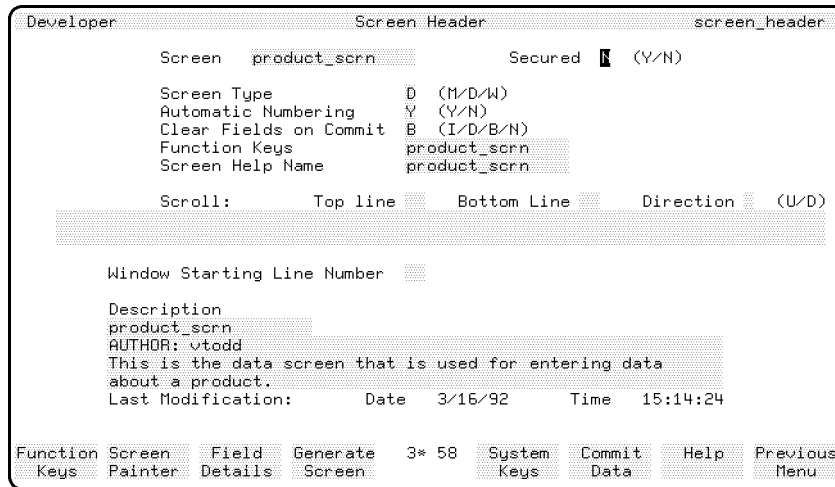 Developer Screen Header screen_header
Screen product_scrn Secured N (Y/N)
Screen Type D (M/D/W)
Automatic Numbering Y (Y/N)
Clear Fields on Commit B (I/D/B/N)
Function Keys product_scrn
Screen Help Name product_scrn
Scroll: Top line Bottom Line Direction (U/D)
Window Starting Line Number
Description
product_scrn
AUTHOR: vtodd
This is the data screen that is used for entering data
about a product.
Last Modification: Date 3/16/92 Time 15:14:24
Function Screen Field Generate 3* 58 System Commit Help Previous
Keys Painter Details Screen Keys Data Menu